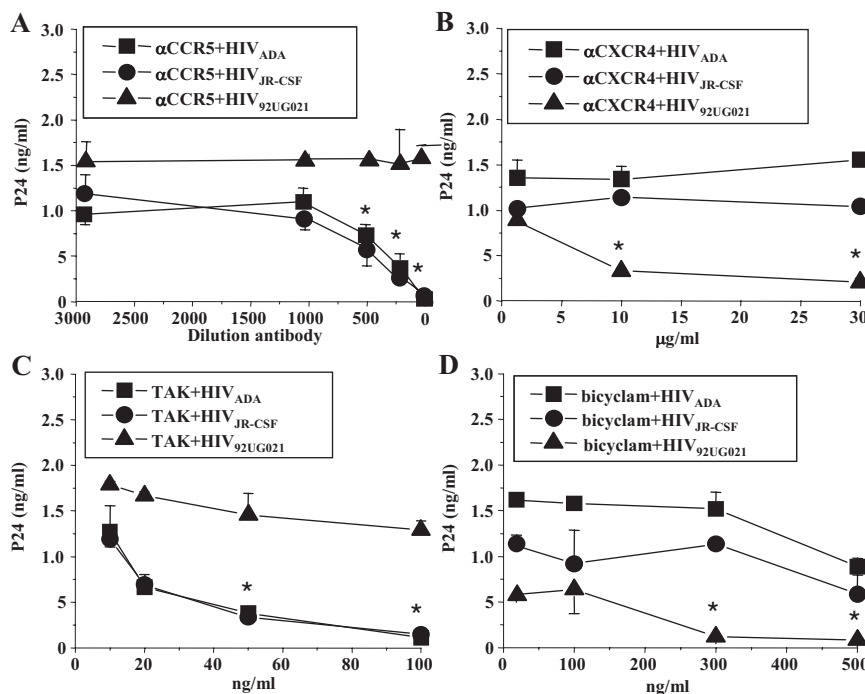 A
αCCR5+HIVADA
αCCR5+HIVJR-CSF
αCCR5+HIV92UG021
P24 (ng/ml)
3.0
2.5
2.0
1.5
1.0
5
0
*
*
*
3000 2500 2000 1500 1000 500 0
Dilution antibody
B
αCXCR4+HIVADA
αCXCR4+HIVJR-CSF
αCXCR4+HIV92UG021
P24 (ng/ml)
3.0
2.5
2.0
1.5
1.0
.5
0
*
*
0 5 10 15 20 25 30
μg/ml
C
TAK+HIVADA
TAK+HIVJR-CSF
TAK+HIV92UG021
P24 (ng/ml)
3.0
2.5
2.0
1.5
1.0
5
0
*
*
20 40 60 80 100
ng/ml
D
bicyclam+HIVADA
bicyclam+HIVJR-CSF
bicyclam+HIV92UG021
P24 (ng/ml)
3.0
2.5
2.0
1.5
1.0
.5
0
*
*
0 100 200 300 400 500
ng/ml